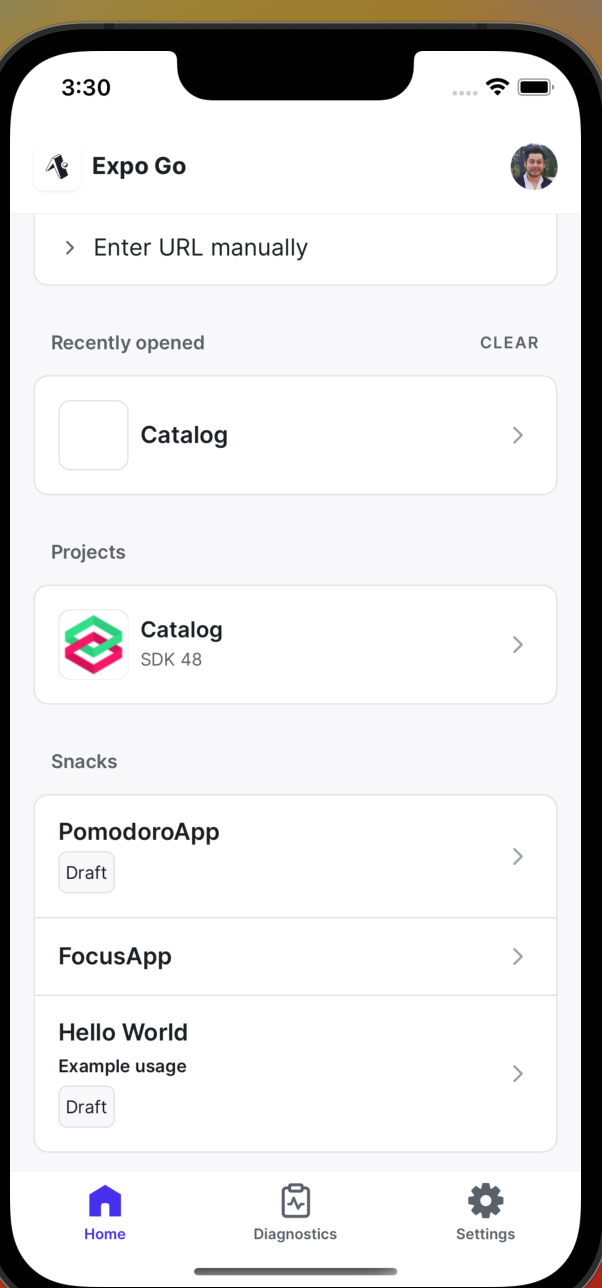 3:30
Expo Go
Enter URL manually
Recently opened
CLEAR
Catalog
Projects
Catalog
SDK 48
Snacks
PomodoroApp
Draft
FocusApp
Hello World
Example usage
Draft
Home
Diagnostics
Settings